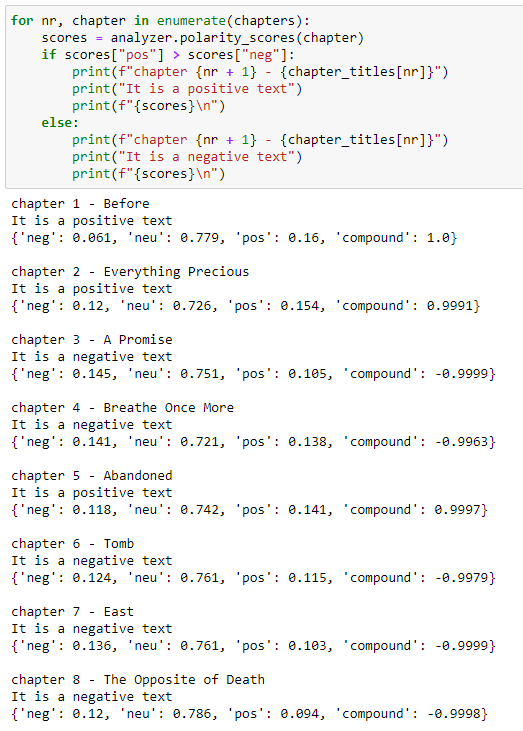 for nr, chapter in enumerate(chapters):
    scores = analyzer.polarity_scores(chapter)
    if scores["pos"] > scores["neg"]:
        print(f"chapter {nr + 1} - {chapter_titles[nr]}")
        print("It is a positive text")
        print(f"{scores}\n")
    else:
        print(f"chapter {nr + 1} - {chapter_titles[nr]}")
        print("It is a negative text")
        print(f"{scores}\n")
chapter 1 - Before
It is a positive text
{'neg': 0.061, 'neu': 0.779, 'pos': 0.16, 'compound': 1.0}
chapter 2 - Everything Precious
It is a positive text
{'neg': 0.12, 'neu': 0.726, 'pos': 0.154, 'compound': 0.9991}
chapter 3 - A Promise
It is a negative text
{'neg': 0.145, 'neu': 0.751, 'pos': 0.105, 'compound': -0.9999}
chapter 4 - Breathe Once More
It is a negative text
{'neg': 0.141, 'neu': 0.721, 'pos': 0.138, 'compound': -0.9963}
chapter 5 - Abandoned
It is a positive text
{'neg': 0.118, 'neu': 0.742, 'pos': 0.141, 'compound': 0.9997}
chapter 6 - Tomb
It is a negative text
{'neg': 0.124, 'neu': 0.761, 'pos': 0.115, 'compound': -0.9979}
chapter 7 - East
It is a negative text
{'neg': 0.136, 'neu': 0.761, 'pos': 0.103, 'compound': -0.9999}
chapter 8 - The Opposite of Death
It is a negative text
{'neg': 0.12, 'neu': 0.786, 'pos': 0.094, 'compound': -0.9998}